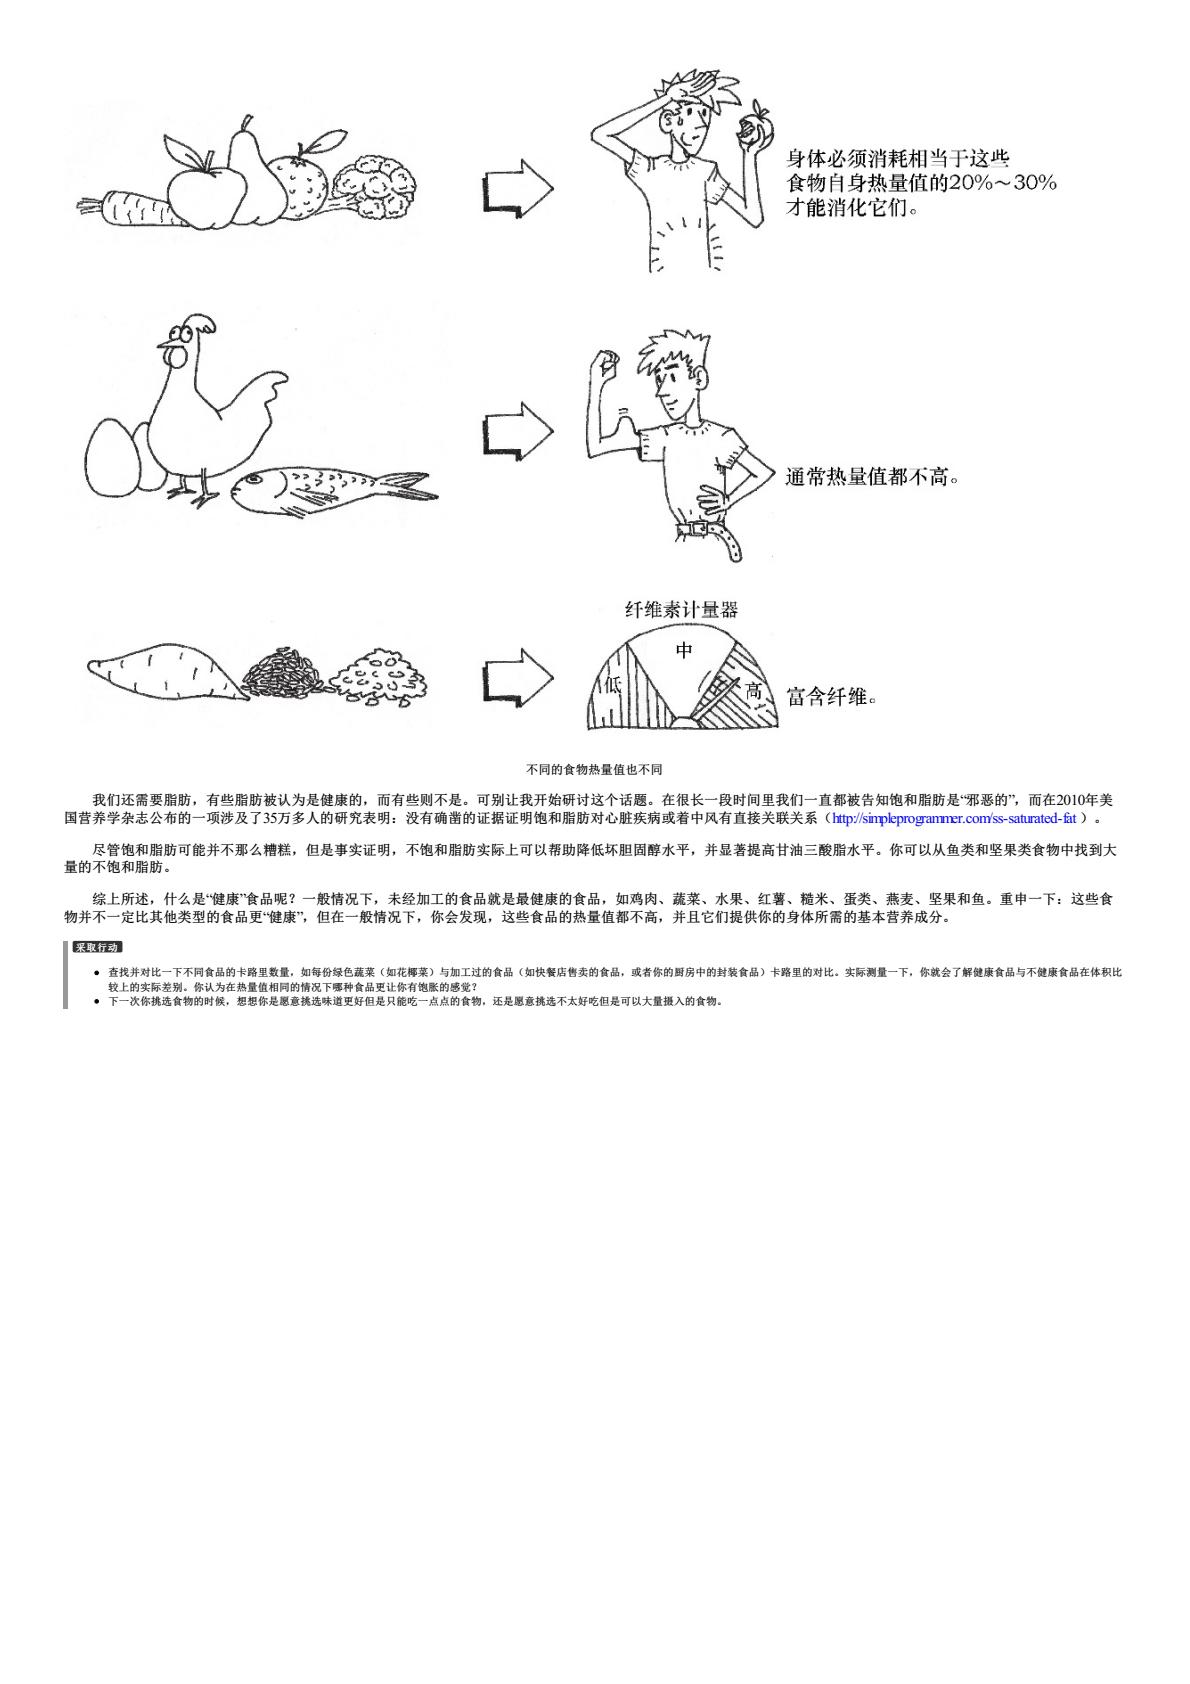 身体必须消耗相当于这些
食物自身热量值的20%～30%
才能消化它们。
通常热量值都不高。
纤维素计量器
中
低
高
富含纤维。
不同的食物热量值也不同
我们还需要脂肪，有些脂肪被认为是健康的，而有些则不是。可别让我开始研讨这个话题。在很长一段时间里我们一直都被告知饱和脂肪是“邪恶的”，而在2010年美
国营养学杂志公布的一项涉及了35万多人的研究表明：没有确凿的证据证明饱和脂肪对心脏疾病或着中风有直接关联关系（http://simpleprogrammer.com/ss-saturated-fat ）。
尽管饱和脂肪可能并不那么糟糕，但是事实证明，不饱和脂肪实际上可以帮助降低坏胆固醇水平，并显著提高甘油三酸脂水平。你可以从鱼类和坚果类食物中找到大
量的不饱和脂肪。
综上所述，什么是“健康”食品呢？一般情况下，未经加工的食品就是最健康的食品，如鸡肉、蔬菜、水果、红薯、糙米、蛋类、燕麦、坚果和鱼。重申一下：这些食
物并不一定比其他类型的食品更“健康”，但在一般情况下，你会发现，这些食品的热量值都不高，并且它们提供你的身体所需的基本营养成分。
采取行动
● 查找并对比一下不同食品的卡路里数量，如每份绿色蔬菜（如花椰菜）与加工过的食品（如快餐店售卖的食品，或者你的厨房中的封装食品）卡路里的对比。实际测量一下，你就会了解健康食品与不健康食品在体积比
较上的实际差别。你认为在热量值相同的情况下哪种食品更让你有饱胀的感觉？
● 下一次你挑选食物的时候，想想你是愿意挑选味道更好但是只能吃一点点的食物，还是愿意挑选不太好吃但是可以大量摄入的食物。